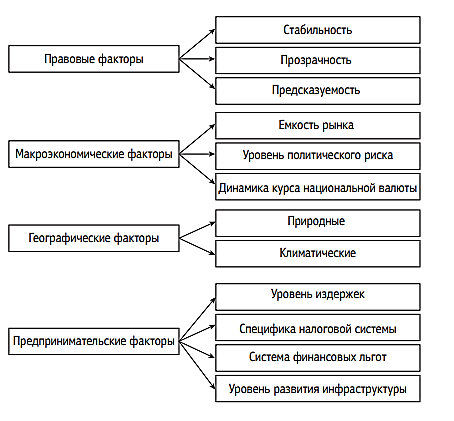 Правовые факторы
Стабильность
Прозрачность
Предсказуемость
Макроэкономические факторы
Емкость рынка
Уровень политического риска
Динамика курса национальной валюты
Географические факторы
Природные
Климатические
Предпринимательские факторы
Уровень издержек
Специфика налоговой системы
Система финансовых льгот
Уровень развития инфраструктуры